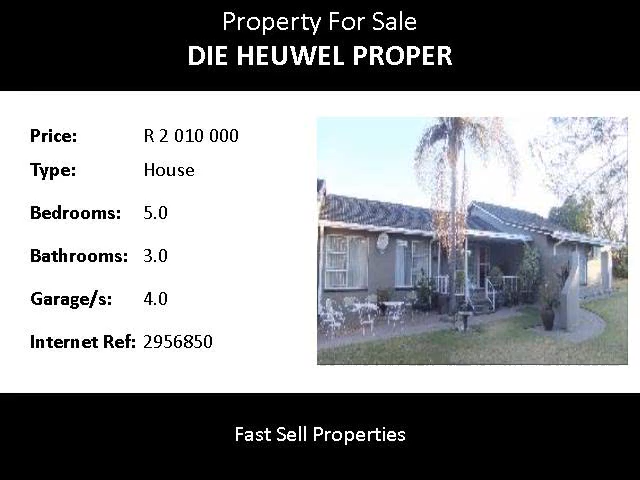 Property For Sale
DIE HEUWEL PROPER
Price: R 2 010 000
Type: House
Bedrooms: 5.0
Bathrooms: 3.0
Garage/s: 4.0
Internet Ref: 2956850
Fast Sell Properties